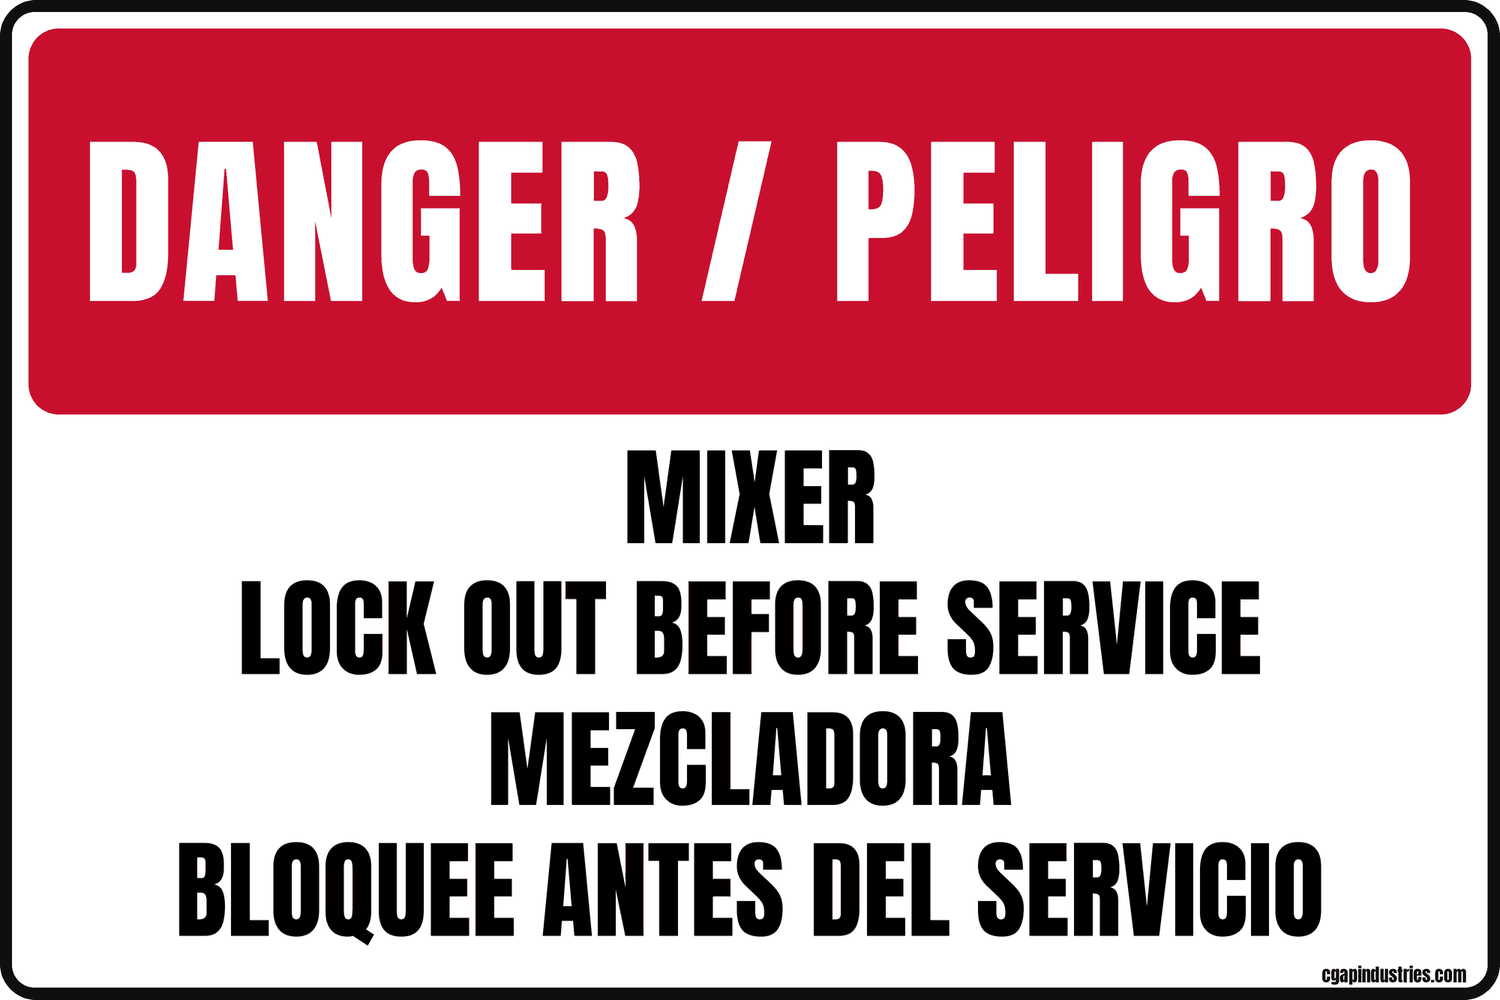 DANGER / PELIGRO
MIXER
LOCK OUT BEFORE SERVICE
MEZCLADORA
BLOQUEE ANTES DEL SERVICIO
cgapindustries.com